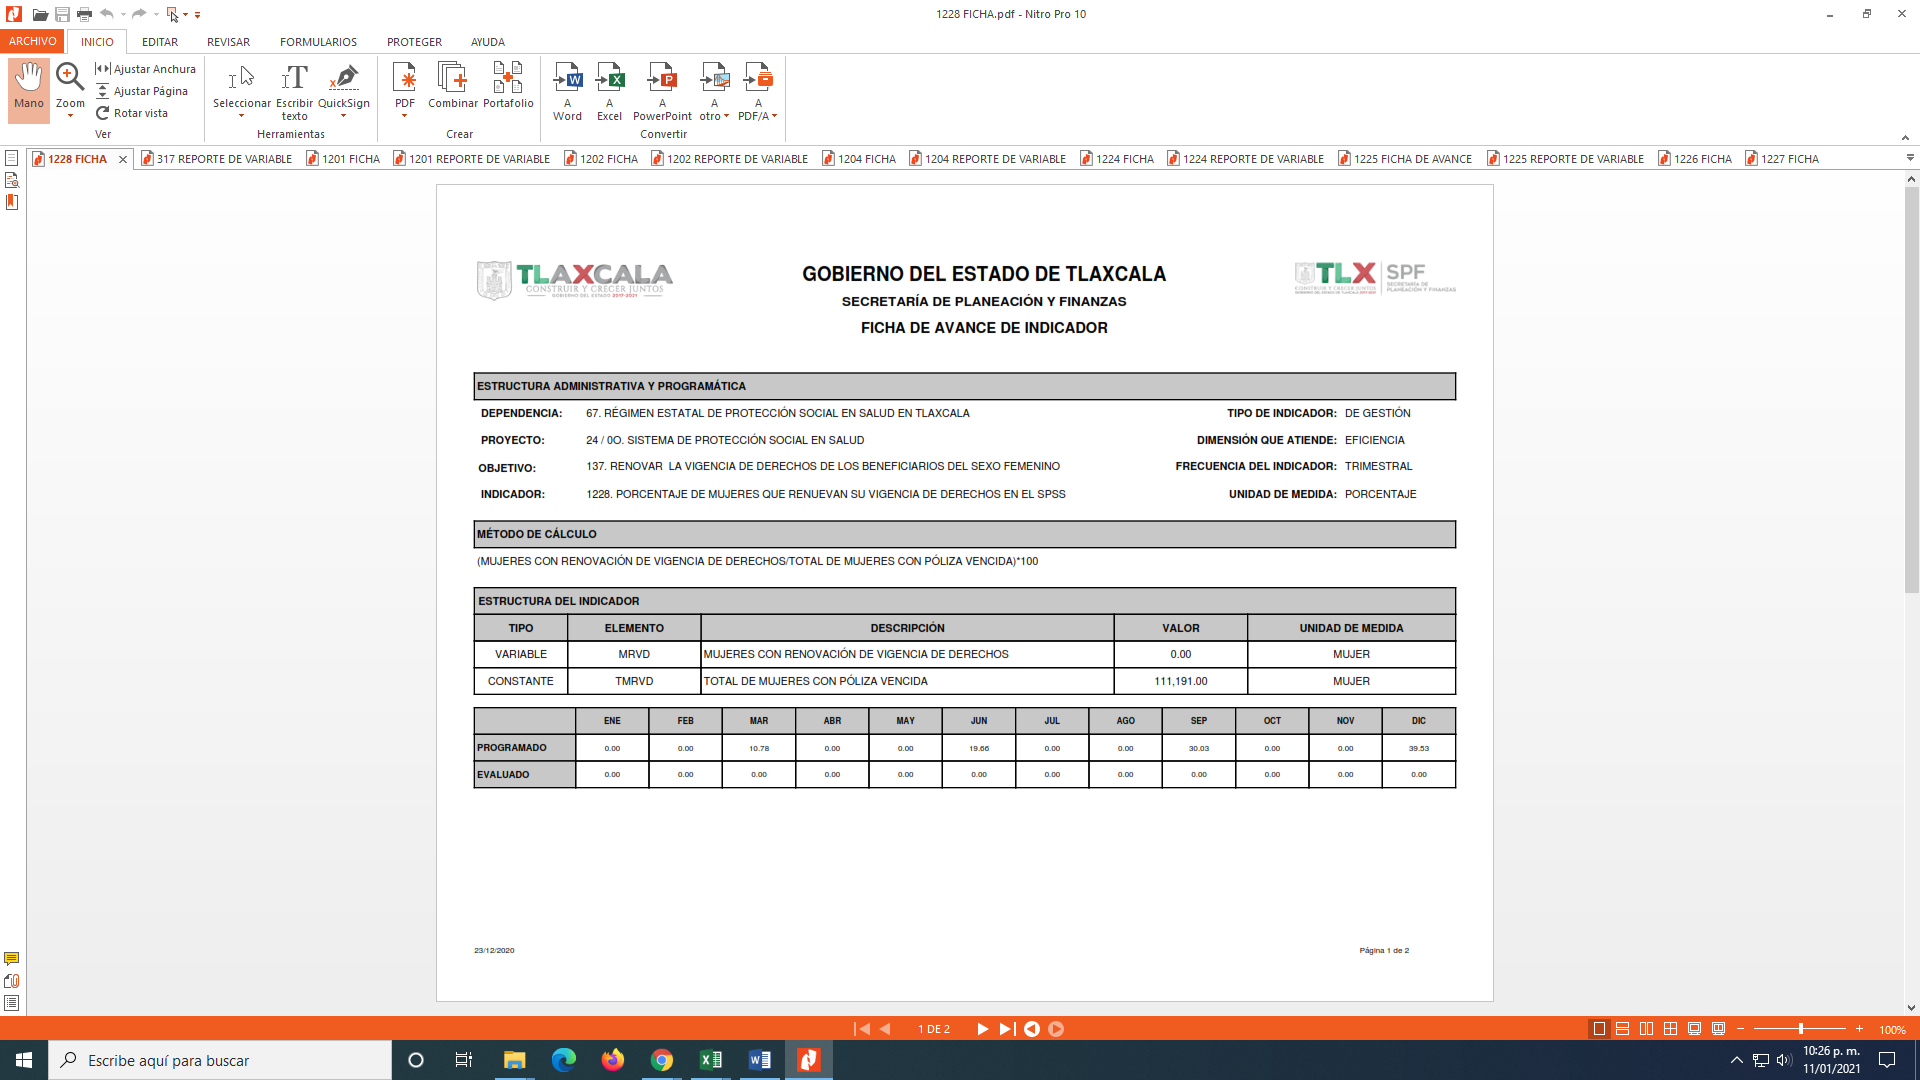 1228 FICHA.pdf - Nitro Pro 10
ARCHIVO INICIO EDITAR REVISAR FORMULARIOS PROTEGER AYUDA
Mano
Zoom
Ajustar Anchura
Ajustar Página
Rotar vista
Ver
Seleccionar
Escribir texto
QuickSign
Herramientas
PDF
Combinar
Portafolio
Crear
A Word
A Excel
A PowerPoint
A otro
A PDF/A
Convertir
1228 FICHA 317 REPORTE DE VARIABLE 1201 FICHA 1201 REPORTE DE VARIABLE 1202 FICHA 1202 REPORTE DE VARIABLE 1204 FICHA 1204 REPORTE DE VARIABLE 1224 FICHA 1224 REPORTE DE VARIABLE 1225 FICHA DE AVANCE 1225 REPORTE DE VARIABLE 1226 FICHA 1227 FICHA
TLAXCALA
CONSTRUIR Y CRECER JUNTOS
GOBIERNO DEL ESTADO 2017-2021
GOBIERNO DEL ESTADO DE TLAXCALA
SECRETARÍA DE PLANEACIÓN Y FINANZAS
FICHA DE AVANCE DE INDICADOR
TLX
CONSTRUIR Y CRECER JUNTOS
SPF
SECRETARÍA DE
PLANEACIÓN Y FINANZAS
ESTRUCTURA ADMINISTRATIVA Y PROGRAMÁTICA
DEPENDENCIA: 67. RÉGIMEN ESTATAL DE PROTECCIÓN SOCIAL EN SALUD EN TLAXCALA TIPO DE INDICADOR: DE GESTIÓN
PROYECTO: 24 / 0O. SISTEMA DE PROTECCIÓN SOCIAL EN SALUD DIMENSIÓN QUE ATIENDE: EFICIENCIA
OBJETIVO: 137. RENOVAR LA VIGENCIA DE DERECHOS DE LOS BENEFICIARIOS DEL SEXO FEMENINO FRECUENCIA DEL INDICADOR: TRIMESTRAL
INDICADOR: 1228. PORCENTAJE DE MUJERES QUE RENUEVAN SU VIGENCIA DE DERECHOS EN EL SPSS UNIDAD DE MEDIDA: PORCENTAJE
MÉTODO DE CÁLCULO
(MUJERES CON RENOVACIÓN DE VIGENCIA DE DERECHOS/TOTAL DE MUJERES CON PÓLIZA VENCIDA)*100
ESTRUCTURA DEL INDICADOR
TIPO ELEMENTO DESCRIPCIÓN VALOR UNIDAD DE MEDIDA
VARIABLE MRVD MUJERES CON RENOVACIÓN DE VIGENCIA DE DERECHOS 0.00 MUJER
CONSTANTE TMRVD TOTAL DE MUJERES CON PÓLIZA VENCIDA 111,191.00 MUJER
ENE FEB MAR ABR MAY JUN JUL AGO SEP OCT NOV DIC
PROGRAMADO 0.00 0.00 10.78 0.00 0.00 19.66 0.00 0.00 30.03 0.00 0.00 39.53
EVALUADO 0.00 0.00 0.00 0.00 0.00 0.00 0.00 0.00 0.00 0.00 0.00 0.00
23/12/2020 Página 1 de 2
1 DE 2
100%
Escribe aquí para buscar
10:26 p. m.
11/01/2021